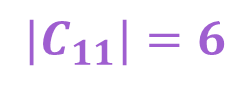 |C₁₁| = 6